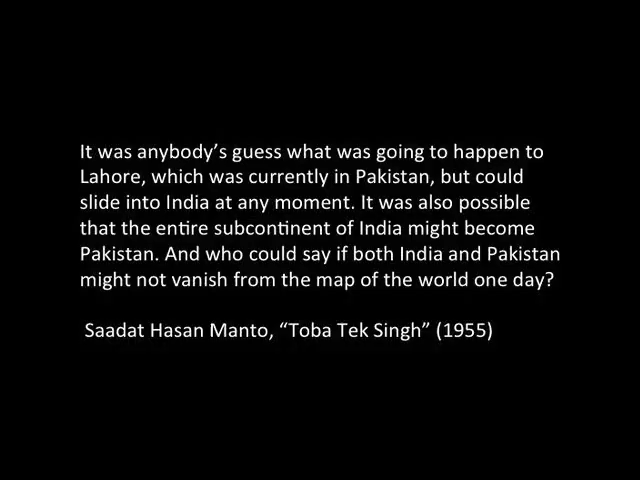 It was anybody’s guess what was going to happen to
Lahore, which was currently in Pakistan, but could
slide into India at any moment. It was also possible
that the entire subcontinent of India might become
Pakistan. And who could say if both India and Pakistan
might not vanish from the map of the world one day?
Saadat Hasan Manto, “Toba Tek Singh” (1955)